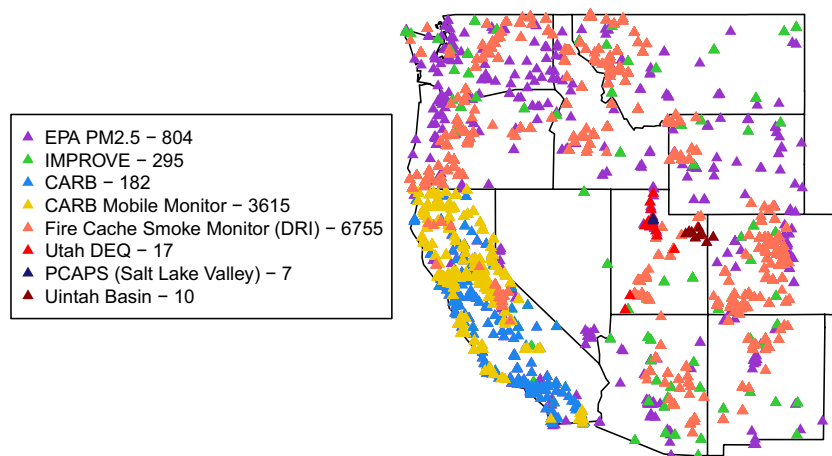 EPA PM2.5 − 804
IMPROVE − 295
CARB − 182
CARB Mobile Monitor − 3615
Fire Cache Smoke Monitor (DRI) − 6755
Utah DEQ − 17
PCAPS (Salt Lake Valley) − 7
Uintah Basin − 10